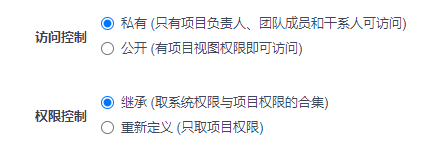 访问控制
私有 (只有项目负责人、团队成员和干系人可访问)
公开 (有项目视图权限即可访问)
权限控制
继承 (取系统权限与项目权限的合集)
重新定义 (只取项目权限)